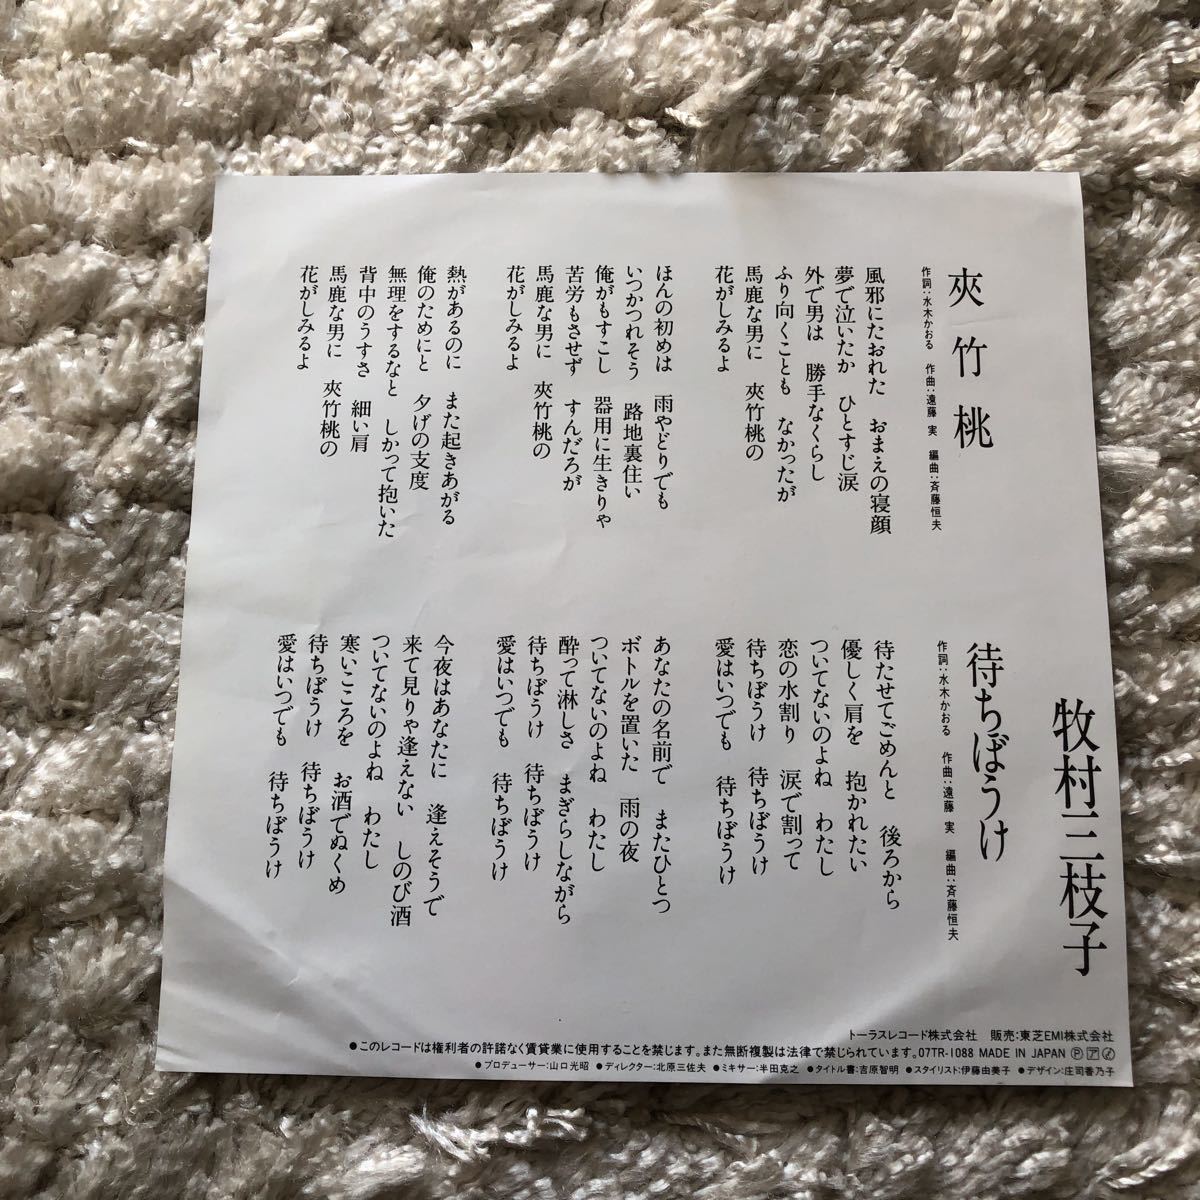 牧村三枝子
夾竹桃
作詞:水木かおる 作曲:遠藤 実 編曲:斉藤恒夫
風邪にたおれた おまえの寝顔
夢で泣いたか ひとすじ涙
外で男は 勝手なくらし
ふり向くことも なかったが
馬鹿な男に 夾竹桃の
花がしみるよ
ほんの初めは 雨やどりでも
いつかつれそう 路地裏住い
俺がもすこし 器用に生きりゃ
苦労もさせず すんだろが
馬鹿な男に 夾竹桃の
花がしみるよ
熱があるのに また起きあがる
俺のためにと 夕げの支度
無理をするなと しかって抱いた
背中のうすさ 細い肩
馬鹿な男に 夾竹桃の
花がしみるよ
待ちぼうけ
作詞:水木かおる 作曲:遠藤 実 編曲:斉藤恒夫
待たせてごめんと 後ろから
優しく肩を 抱かれたい
ついてないのよね わたし
恋の水割り 涙で割って
待ちぼうけ 待ちぼうけ
愛はいつでも 待ちぼうけ
あなたの名前で またひとつ
ボトルを置いた 雨の夜
ついてないのよね わたし
酔って淋しさ まぎらしながら
待ちぼうけ 待ちぼうけ
愛はいつでも 待ちぼうけ
今夜はあなたに 逢えそうで
来て見りゃ逢えない しのび酒
ついてないのよね わたし
寒いこころを お酒でぬくめ
待ちぼうけ 待ちぼうけ
愛はいつでも 待ちぼうけ
トーラスレコード株式会社 販売:東芝EMI株式会社
●このレコードは権利者の許諾なく賃貸業に使用することを禁じます。また無断複製は法律で禁じられています。07TR-1088 MADE IN JAPAN Ⓟ
●プロデューサー:山口光昭 ●ディレクター:北原三佐夫 ●ミキサー:半田克之 ●タイトル書:吉原智明 ●スタイリスト:伊藤由美子 ●デザイン:庄司香乃子